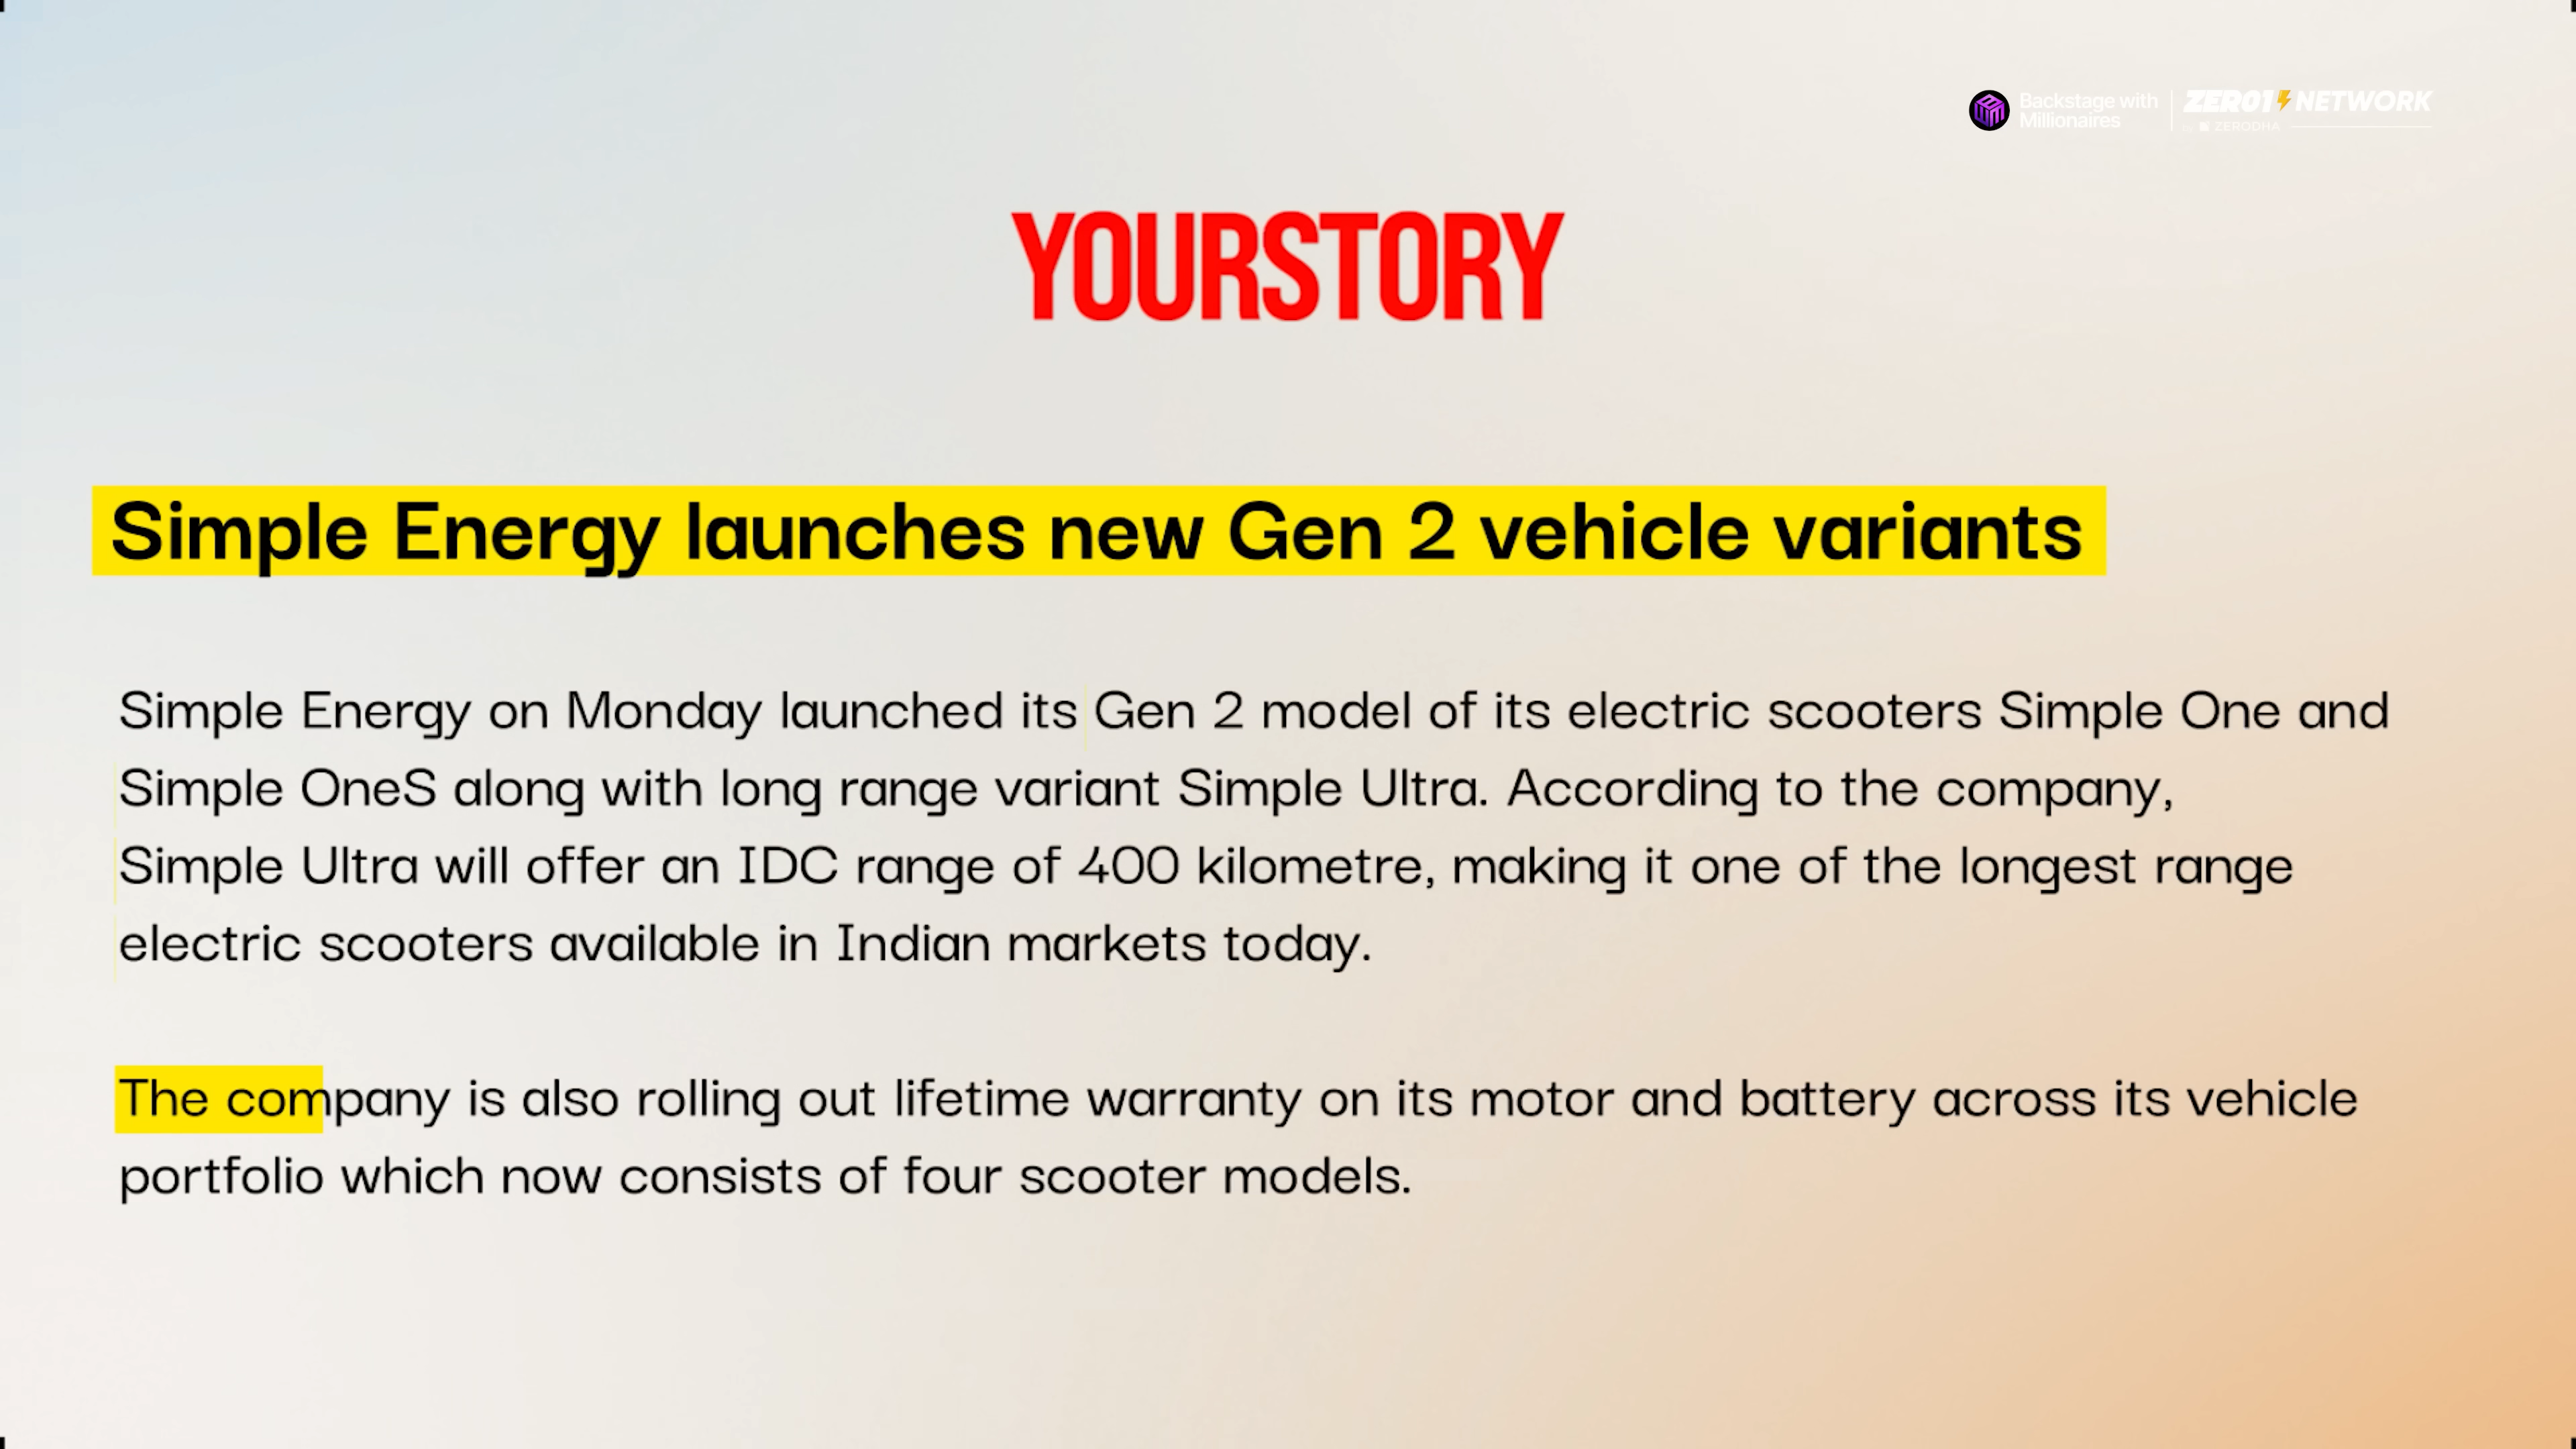 Backstage with
Millionaires
ZERO1 NETWORK
by ZERODHA
YOURSTORY
Simple Energy launches new Gen 2 vehicle variants
Simple Energy on Monday launched its Gen 2 model of its electric scooters Simple One and
Simple OneS along with long range variant Simple Ultra. According to the company,
Simple Ultra will offer an IDC range of 400 kilometre, making it one of the longest range
electric scooters available in Indian markets today.
The company is also rolling out lifetime warranty on its motor and battery across its vehicle
portfolio which now consists of four scooter models.